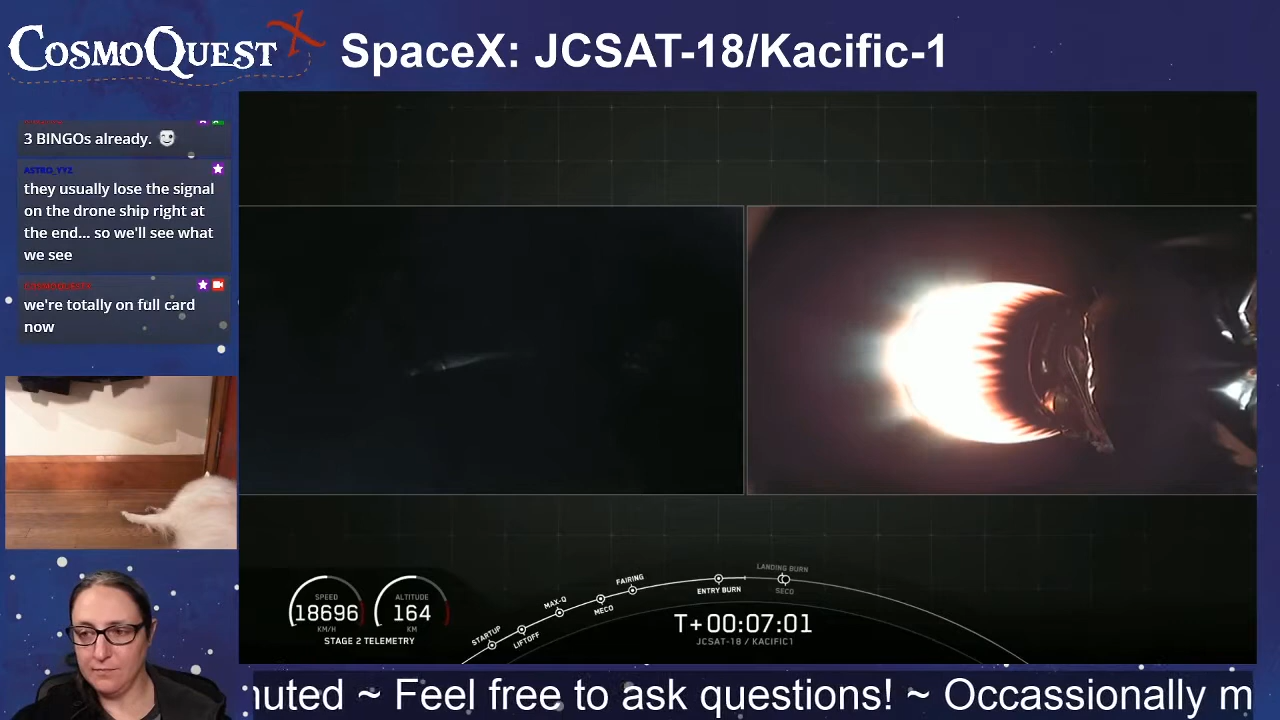 COSMOQUEST X
SpaceX: JCSAT-18/Kacific-1
3 BINGOs already.
ASTRO_YYZ
they usually lose the signal
on the drone ship right at
the end... so we'll see what
we see
COSMOQUESTX
we're totally on full card
now
SPEED
18696
KM/H
ALTITUDE
164
KM
STAGE 2 TELEMETRY
STARTUP
LIFTOFF
MAX-Q
MECO
FAIRING
ENTRY BURN
LANDING BURN
SECO
T+00:07:01
JCSAT-18 / KACIFIC1
nuted ~ Feel free to ask questions! ~ Occassionally m